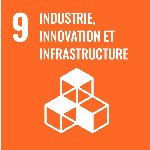 9 INDUSTRIE,
INNOVATION ET
INFRASTRUCTURE